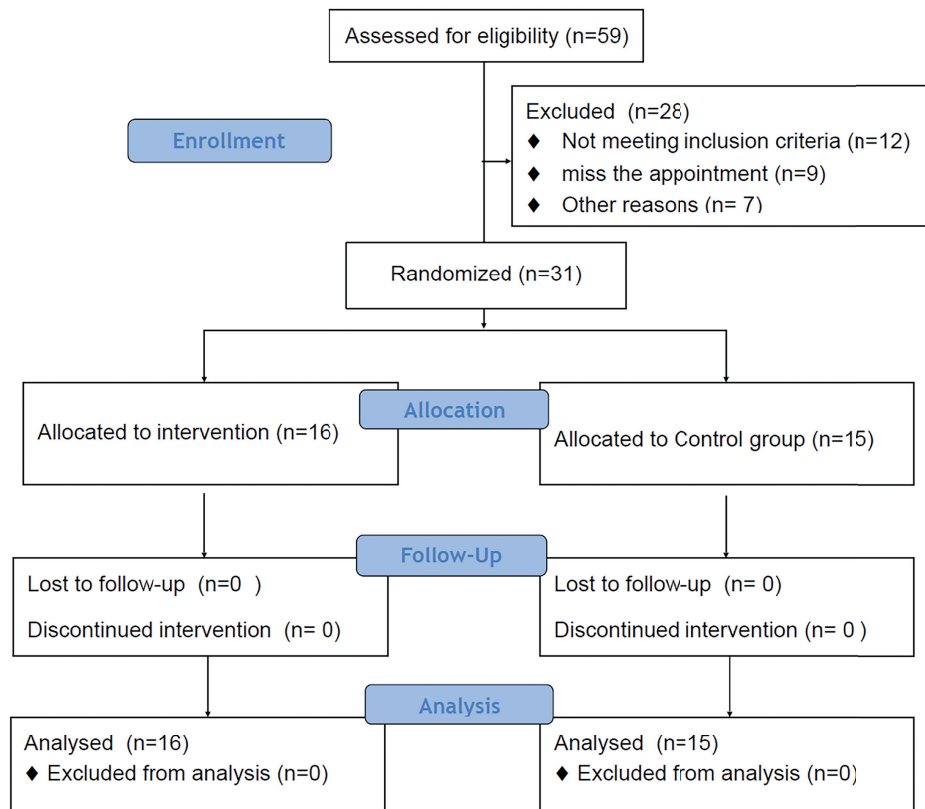 Assessed for eligibility (n=59)
Enrollment
Excluded (n=28)
♦ Not meeting inclusion criteria (n=12)
♦ miss the appointment (n=9)
♦ Other reasons (n= 7)
Randomized (n=31)
Allocation
Allocated to intervention (n=16)
Allocated to Control group (n=15)
Follow-Up
Lost to follow-up (n=0 )
Discontinued intervention (n= 0)
Lost to follow-up (n= 0)
Discontinued intervention (n= 0 )
Analysis
Analysed (n=16)
♦ Excluded from analysis (n=0)
Analysed (n=15)
♦ Excluded from analysis (n=0)